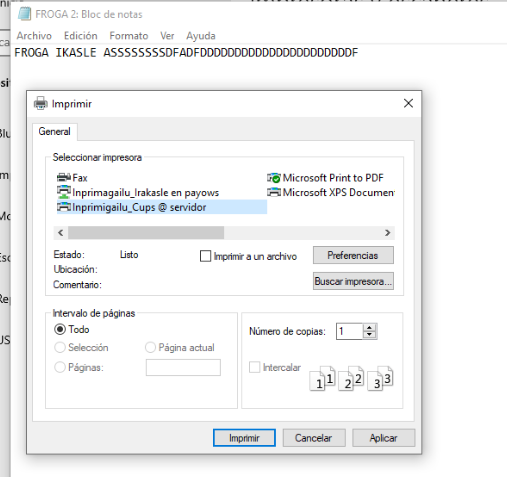 FROGA 2: Bloc de notas
Archivo Edición Formato Ver Ayuda
FROGA IKASLE ASSSSSSSSDFADFDDDDDDDDDDDDDDDDDDDDDDF
Imprimir
General
Seleccionar impresora
Fax
Microsoft Print to PDF
Inprimagailu_Irakasle en payows
Microsoft XPS Documen
Inprimigailu_Cups @ servidor
Estado: Listo
Imprimir a un archivo
Preferencias
Ubicación:
Comentario:
Buscar impresora...
Intervalo de páginas
Todo
Selección
Página actual
Páginas:
Número de copias: 1
Intercalar
1 1 2 2 3 3
Imprimir
Cancelar
Aplicar